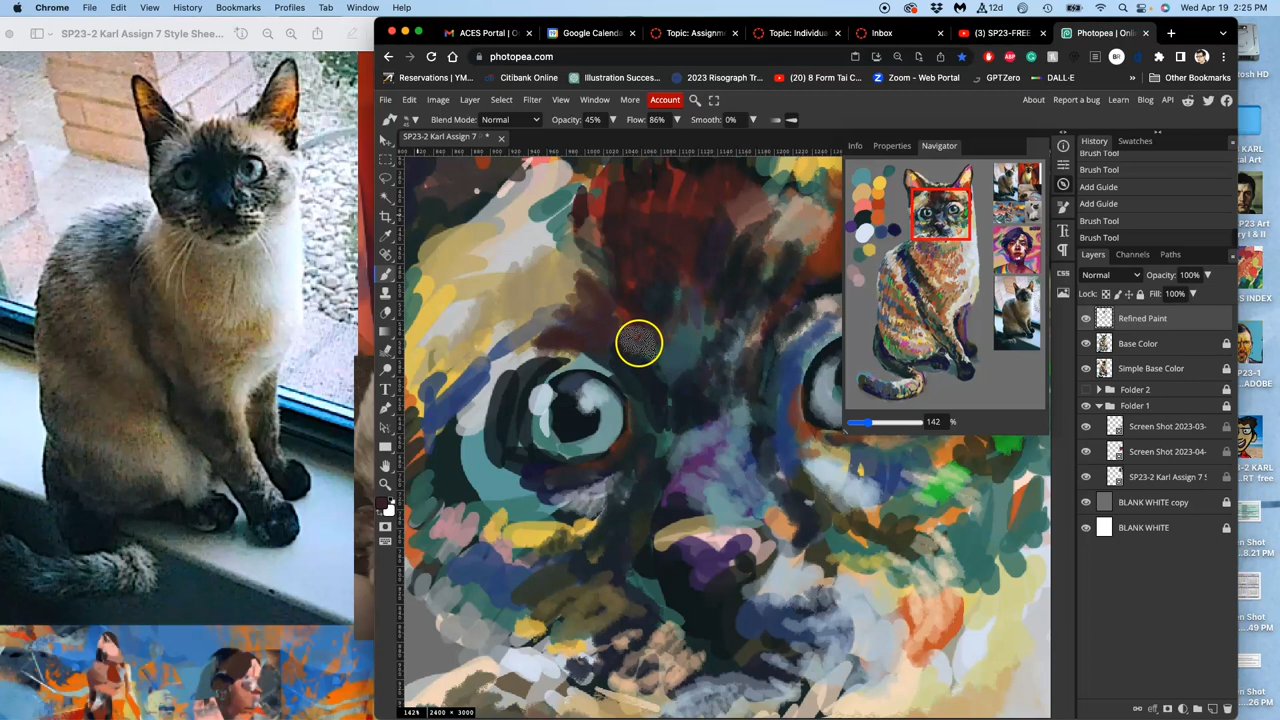 Chrome File Edit View History Bookmarks Profiles Tab Window Help 12d Wed Apr 19 2:25 PM
SP23-2 Karl Assign 7 Style Shee...
ACES Portal | O Google Calenda Topic: Assignm Topic: Individua Inbox (3) SP23-FREE Photopea | Onli
photopea.com
Reservations | YM... Citibank Online Illustration Succes... 2023 Risograph Tr... (20) 8 Form Tai C... Zoom - Web Portal GPTZero DALL-E » Other Bookmarks
File Edit Image Layer Select Filter View Window More Account About Report a bug Learn Blog API
Blend Mode: Normal Opacity: 45% Flow: 86% Smooth: 0%
SP23-2 Karl Assign 7 *
Info Properties Navigator
142 %
History Swatches
Brush Tool
Brush Tool
Add Guide
Add Guide
Brush Tool
Brush Tool
Layers Channels Paths
Normal Opacity: 100%
Lock: Fill: 100%
Refined Paint
Base Color
Simple Base Color
Folder 2
Folder 1
Screen Shot 2023-03-
Screen Shot 2023-04-
SP23-2 Karl Assign 7 S
BLANK WHITE copy
BLANK WHITE
CSS
142% 2400 × 3000